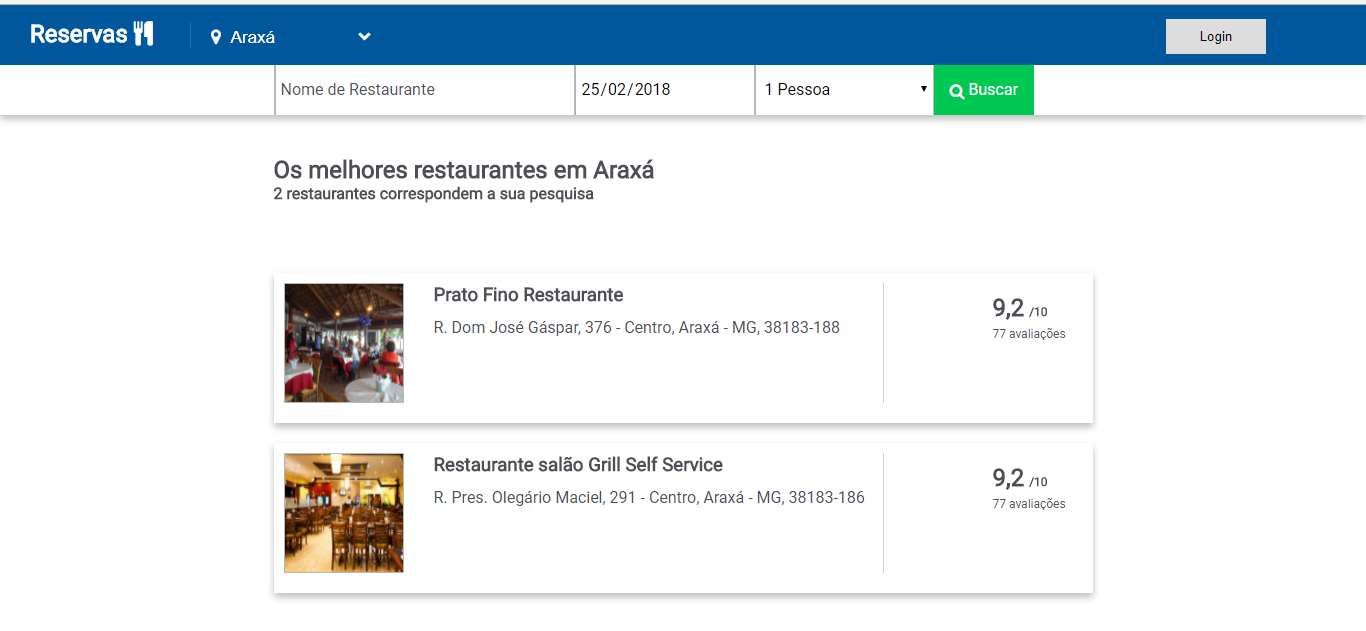 Reservas
Araxá
Login
Nome de Restaurante
25/02/2018
1 Pessoa
Buscar
Os melhores restaurantes em Araxá
2 restaurantes correspondem a sua pesquisa
Prato Fino Restaurante
R. Dom José Gáspar, 376 - Centro, Araxá - MG, 38183-188
9,2 /10
77 avaliações
Restaurante salão Grill Self Service
R. Pres. Olegário Maciel, 291 - Centro, Araxá - MG, 38183-186
9,2 /10
77 avaliações